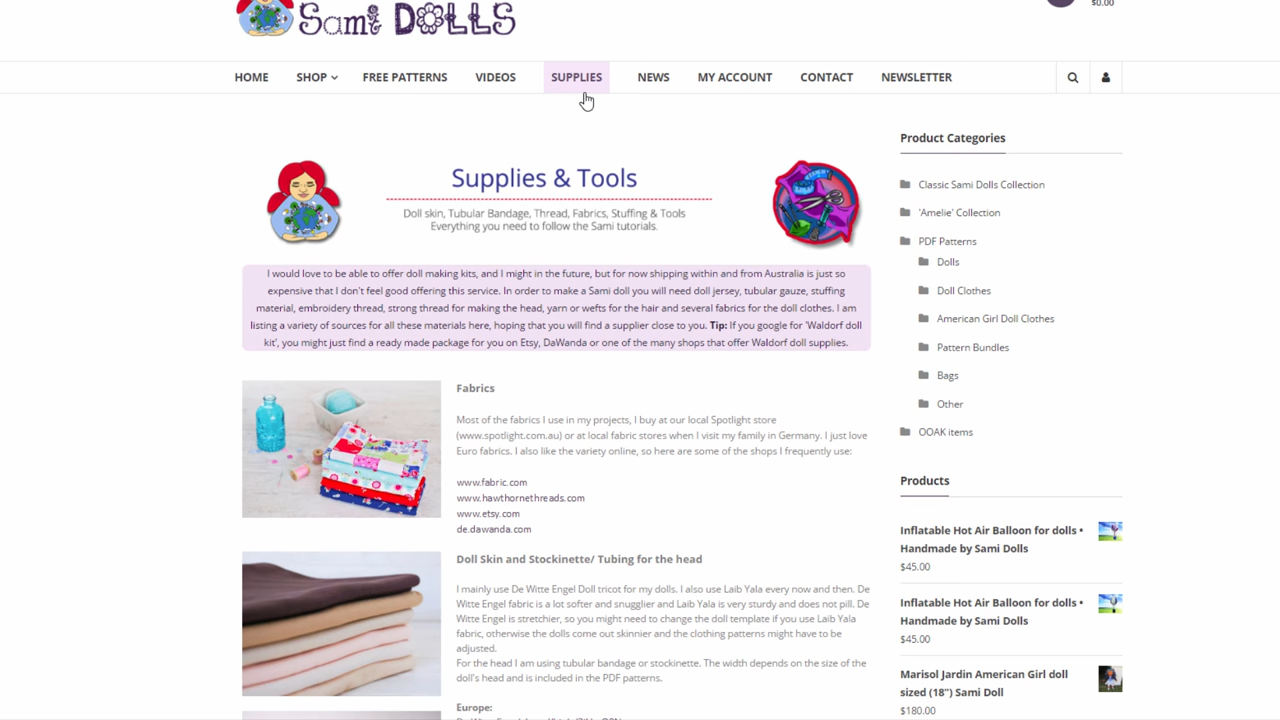 Sami DOLLS
$0.00
HOME
SHOP
FREE PATTERNS
VIDEOS
SUPPLIES
NEWS
MY ACCOUNT
CONTACT
NEWSLETTER
Supplies & Tools
Doll skin, Tubular Bandage, Thread, Fabrics, Stuffing & Tools
Everything you need to follow the Sami tutorials.
I would love to be able to offer doll making kits, and I might in the future, but for now shipping within and from Australia is just so
expensive that I don't feel good offering this service. In order to make a Sami doll you will need doll jersey, tubular gauze, stuffing
material, embroidery thread, strong thread for making the head, yarn or wefts for the hair and several fabrics for the doll clothes. I am
listing a variety of sources for all these materials here, hoping that you will find a supplier close to you. Tip: If you google for 'Waldorf doll
kit', you might just find a ready made package for you on Etsy, DaWanda or one of the many shops that offer Waldorf doll supplies.
Fabrics
Most of the fabrics I use in my projects, I buy at our local Spotlight store
(www.spotlight.com.au) or at local fabric stores when I visit my family in Germany. I just love
Euro fabrics. I also like the variety online, so here are some of the shops I frequently use:
www.fabric.com
www.hawthornethreads.com
www.etsy.com
de.dawanda.com
Doll Skin and Stockinette/ Tubing for the head
I mainly use De Witte Engel Doll tricot for my dolls. I also use Laib Yala every now and then. De
Witte Engel fabric is a lot softer and snugglier and Laib Yala is very sturdy and does not pill. De
Witte Engel is stretchier, so you might need to change the doll template if you use Laib Yala
fabric, otherwise the dolls come out skinnier and the clothing patterns might have to be
adjusted.
For the head I am using tubular bandage or stockinette. The width depends on the size of the
doll's head and is included in the PDF patterns.
Europe:
Product Categories
Classic Sami Dolls Collection
'Amelie' Collection
PDF Patterns
Dolls
Doll Clothes
American Girl Doll Clothes
Pattern Bundles
Bags
Other
OOAK items
Products
Inflatable Hot Air Balloon for dolls •
Handmade by Sami Dolls
$45.00
Inflatable Hot Air Balloon for dolls •
Handmade by Sami Dolls
$45.00
Marisol Jardin American Girl doll
sized (18") Sami Doll
$180.00